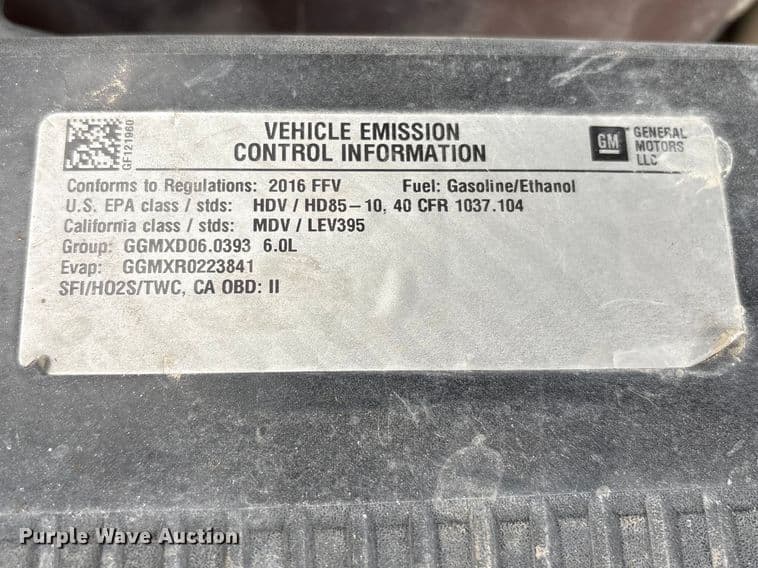 VEHICLE EMISSION
CONTROL INFORMATION
GF121960
GM
GENERAL
MOTORS
LLC
Conforms to Regulations: 2016 FFV Fuel: Gasoline/Ethanol
U.S. EPA class / stds: HDV / HD85-10, 40 CFR 1037.104
California class / stds: MDV / LEV395
Group: GGMXD06.0393 6.0L
Evap: GGMXR0223841
SFI/HO2S/TWC, CA OBD: II
Purple Wave Auction